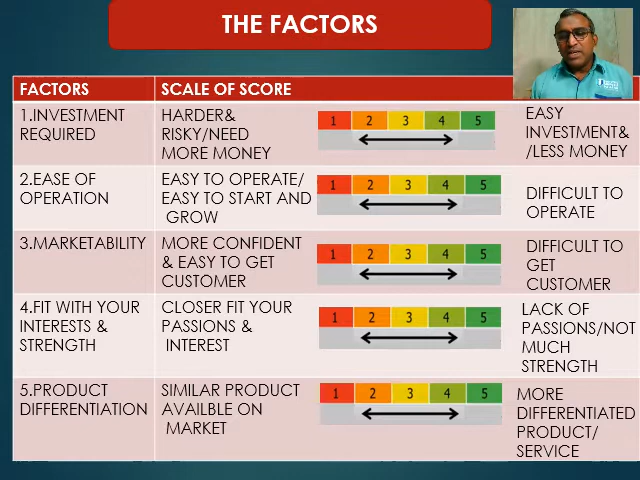 THE FACTORS
FACTORS
SCALE OF SCORE
1.INVESTMENT
REQUIRED
HARDER&
RISKY/NEED
MORE MONEY
1 2 3 4 5
EASY
INVESTMENT&
/LESS MONEY
2.EASE OF
OPERATION
EASY TO OPERATE/
EASY TO START AND
GROW
1 2 3 4 5
DIFFICULT TO
OPERATE
3.MARKETABILITY
MORE CONFIDENT
& EASY TO GET
CUSTOMER
1 2 3 4 5
DIFFICULT TO
GET
CUSTOMER
4.FIT WITH YOUR
INTERESTS &
STRENGTH
CLOSER FIT YOUR
PASSIONS &
INTEREST
1 2 3 4 5
LACK OF
PASSIONS/NOT
MUCH
STRENGTH
5.PRODUCT
DIFFERENTIATION
SIMILAR PRODUCT
AVAILBLE ON
MARKET
1 2 3 4 5
MORE
DIFFERENTIATED
PRODUCT/
SERVICE